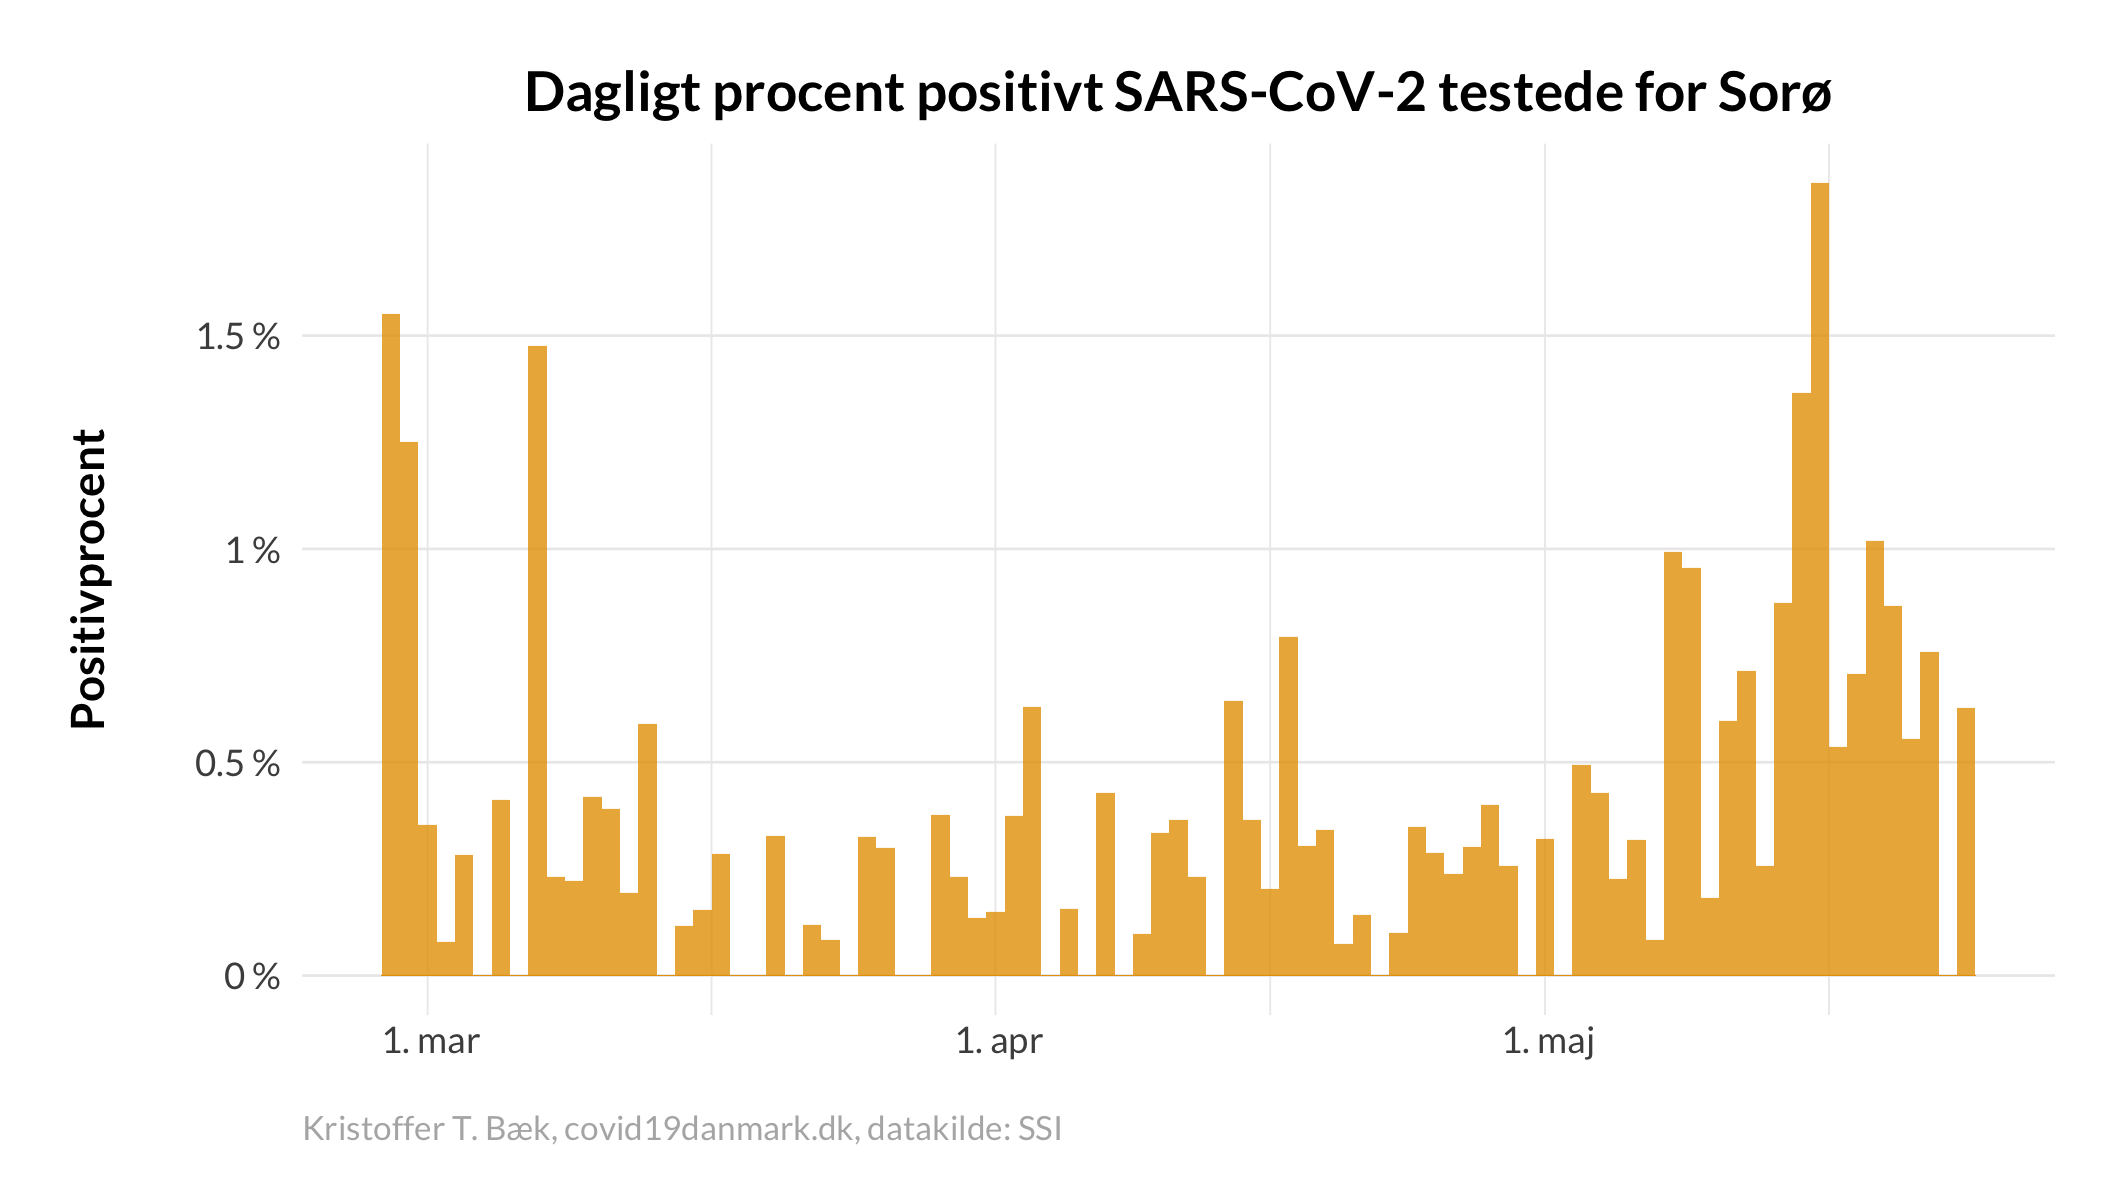 Dagligt procent positivt SARS-CoV-2 testede for Sorø
Positivprocent
1.5 %
1 %
0.5 %
0 %
1. mar
1. apr
1. maj
Kristoffer T. Bæk, covid19danmark.dk, datakilde: SSI